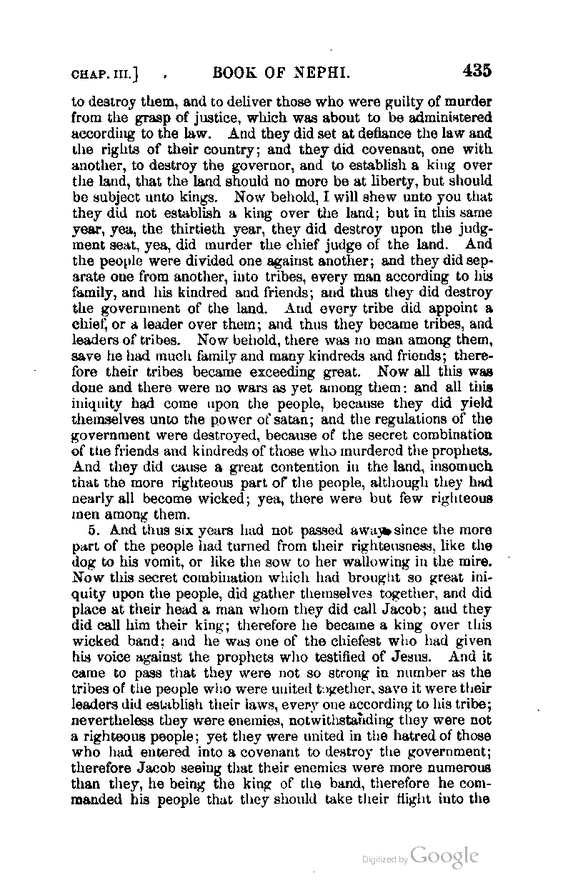 CHAP. III.] BOOK OF NEPHI. 435
to destroy them, and to deliver those who were guilty of murder
from the grasp of justice, which was about to be administered
according to the law. And they did set at defiance the law and
the rights of their country; and they did covenant, one with
another, to destroy the governor, and to establish a king over
the land, that the land should no more be at liberty, but should
be subject unto kings. Now behold, I will shew unto you that
they did not establish a king over the land; but in this same
year, yea, the thirtieth year, they did destroy upon the judg-
ment seat, yea, did murder the chief judge of the land. And
the people were divided one against another; and they did sep-
arate one from another, into tribes, every man according to his
family, and his kindred and friends; and thus they did destroy
the government of the land. And every tribe did appoint a
chief, or a leader over them; and thus they became tribes, and
leaders of tribes. Now behold, there was no man among them,
save he had much family and many kindreds and friends; there-
fore their tribes became exceeding great. Now all this was
done and there were no wars as yet among them: and all this
iniquity had come upon the people, because they did yield
themselves unto the power of satan; and the regulations of the
government were destroyed, because of the secret combination
of the friends and kindreds of those who murdered the prophets.
And they did cause a great contention in the land, insomuch
that the more righteous part of the people, although they had
nearly all become wicked; yea, there were but few righteous
men among them.
5. And thus six years had not passed away since the more
part of the people had turned from their righteusness, like the
dog to his vomit, or like the sow to her wallowing in the mire.
Now this secret combination which had brought so great ini-
quity upon the people, did gather themselves together, and did
place at their head a man whom they did call Jacob; and they
did call him their king; therefore he became a king over this
wicked band; and he was one of the chiefest who had given
his voice against the prophets who testified of Jesus. And it
came to pass that they were not so strong in number as the
tribes of the people who were united together, save it were their
leaders did establish their laws, every one according to his tribe;
nevertheless they were enemies, notwithstanding they were not
a righteous people; yet they were united in the hatred of those
who had entered into a covenant to destroy the government;
therefore Jacob seeing that their enemies were more numerous
than they, he being the king of the band, therefore he com-
manded his people that they should take their flight into the
Digitized by Google